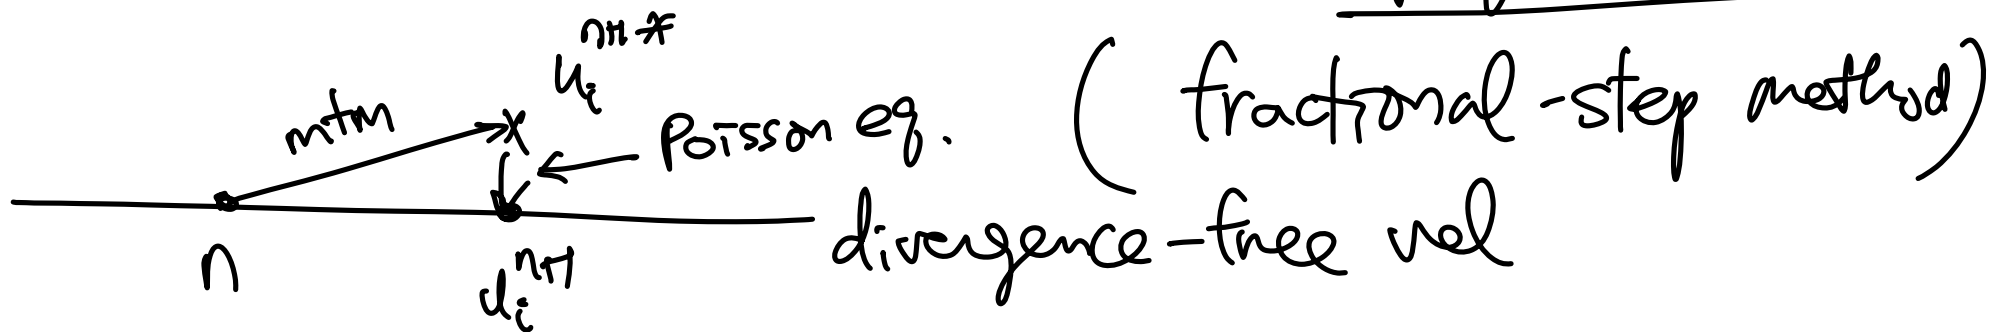 u_i^{n+1*}
(fractional-step method)
mtm
Poisson eq.
divergence-free vel
n
u_i^{n+1}